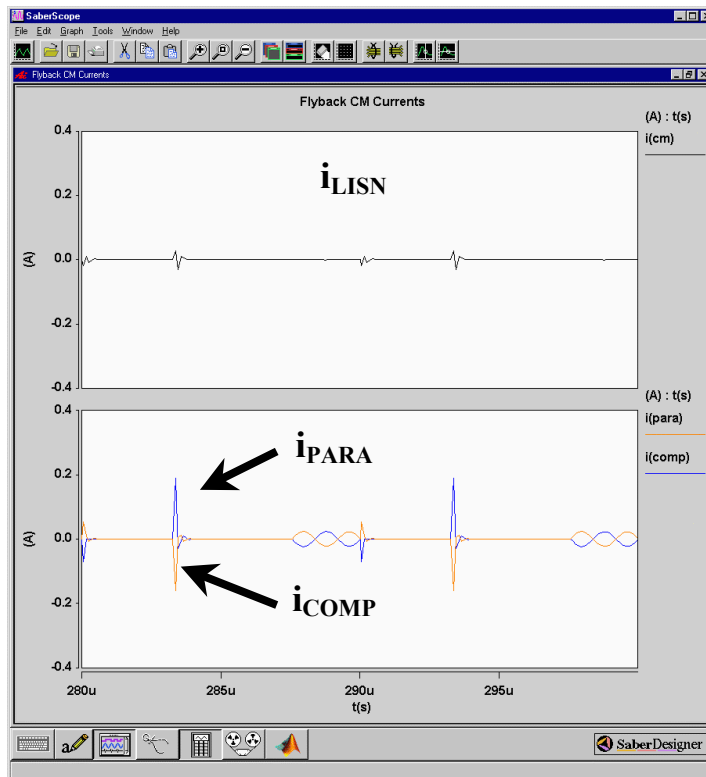 SaberScope
File Edit Graph Tools Window Help
Flyback CM Currents
Flyback CM Currents
(A) : t(s)
i(cm)
0.4
0.2
0.0
-0.2
-0.4
(A)
iLISN
(A) : t(s)
i(para)
i(comp)
0.4
0.2
0.0
-0.2
-0.4
(A)
iPARA
iCOMP
280u 285u 290u 295u
t(s)
a
SaberDesigner